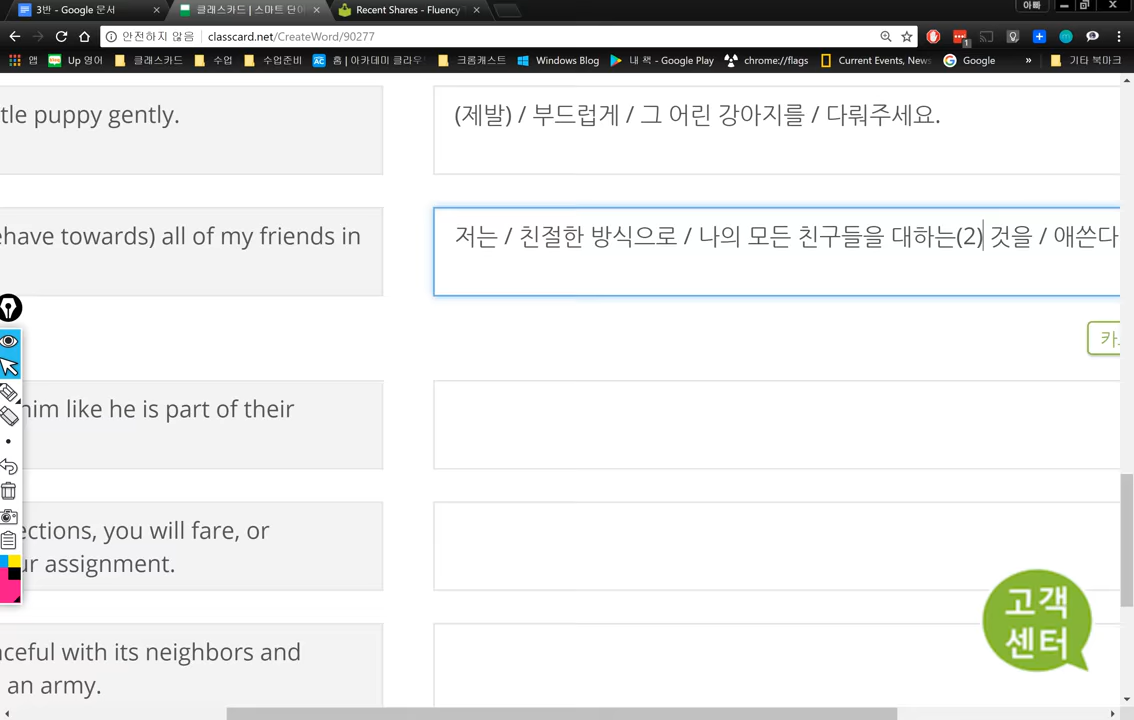 3반 - Google 문서
클래스카드 | 스마트 단어
Recent Shares - Fluency
아빠
안전하지 않음 classcard.net/CreateWord/90277
앱 Up 영어 클래스카드 수업 수업준비 홈 | 아카데미 클라우 크롬캐스트 Windows Blog 내 책 - Google Play chrome://flags Current Events, News Google » 기타 북마크
tle puppy gently.
(제발) / 부드럽게 / 그 어린 강아지를 / 다뤄주세요.
ehave towards) all of my friends in
저는 / 친절한 방식으로 / 나의 모든 친구들을 대하는(2) 것을 / 애쓴다
him like he is part of their
ections, you will fare, or
ur assignment.
고객
센터
aceful with its neighbors and
an army.